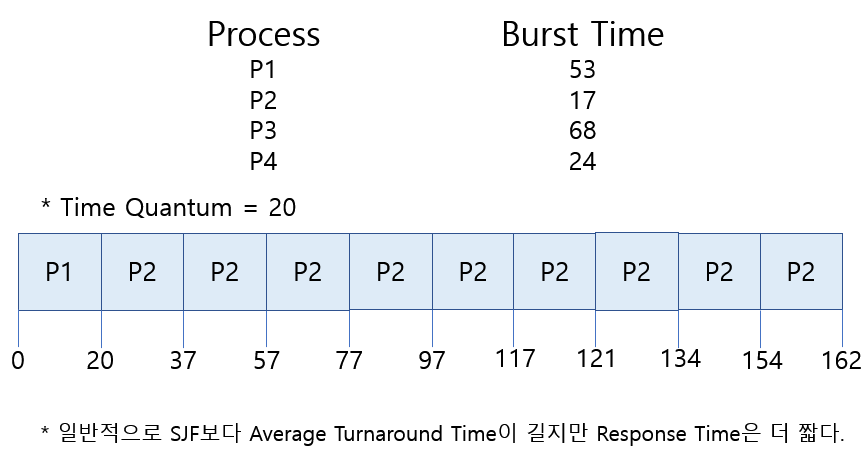 Process Burst Time
P1 53
P2 17
P3 68
P4 24
* Time Quantum = 20
P1 P2 P2 P2 P2 P2 P2 P2 P2 P2
0 20 37 57 77 97 117 121 134 154 162
* 일반적으로 SJF보다 Average Turnaround Time이 길지만 Response Time은 더 짧다.